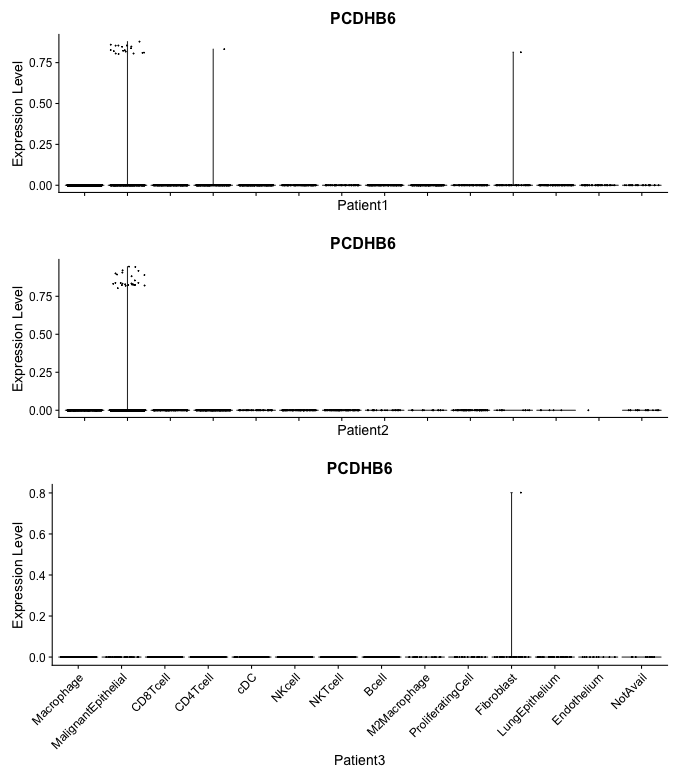 PCDHB6
Expression Level
0.75
0.50
0.25
0.00
Patient1
PCDHB6
Expression Level
0.75
0.50
0.25
0.00
Patient2
PCDHB6
Expression Level
0.8
0.6
0.4
0.2
0.0
Macrophage
MalignantEpithelial
CD8Tcell
CD4Tcell
cDC
NKcell
NKTcell
Bcell
M2Macrophage
ProliferatingCell
Fibroblast
LungEpithelium
Endothelium
NotAvail
Patient3